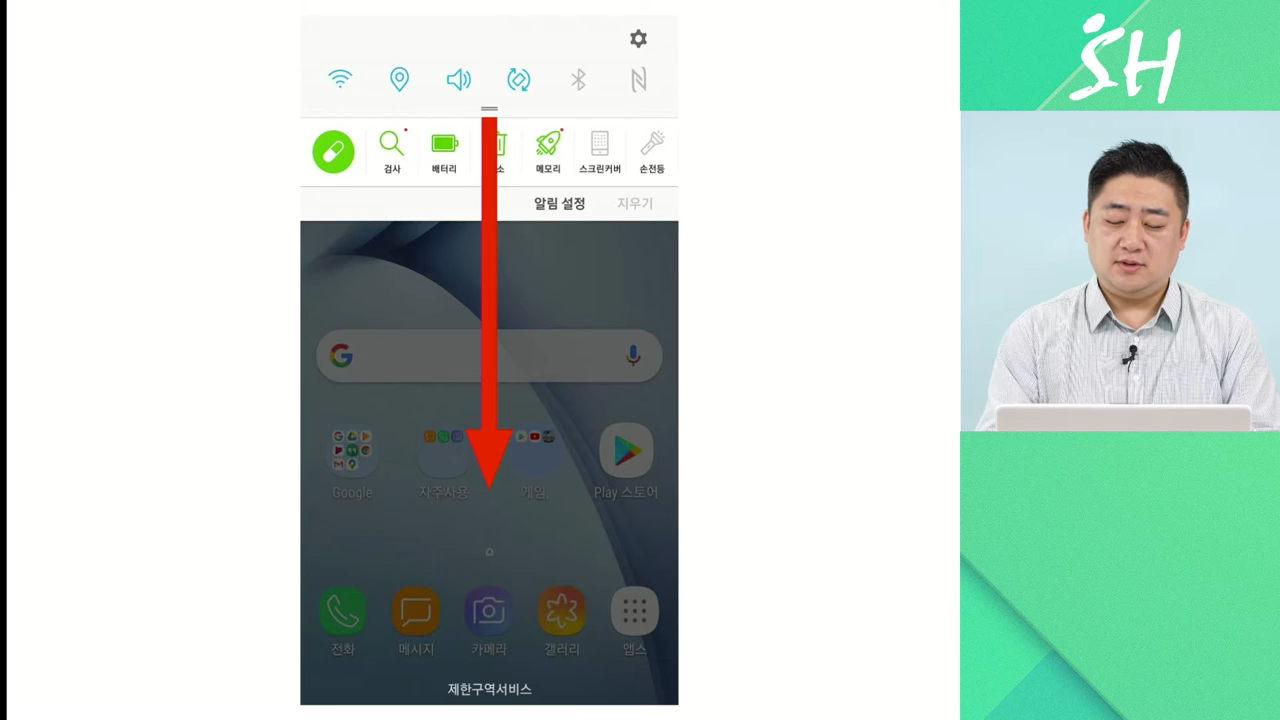 SH
검사 배터리 소 메모리 스크린커버 손전등
알림 설정 지우기
Google 자주사용 게임, Play 스토어
전화 메시지 카메라 갤러리 앱스
제한구역서비스